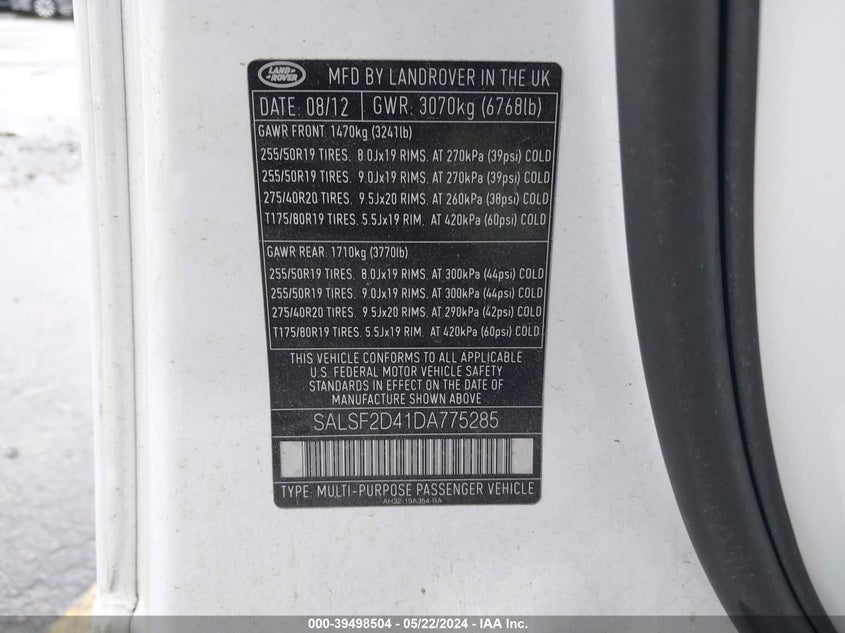 LAND ROVER
MFD BY LANDROVER IN THE UK
DATE: 08/12 GWR: 3070kg (6768lb)
GAWR FRONT: 1470kg (3241lb)
255/50R19 TIRES. 8.0Jx19 RIMS. AT 270kPa (39psi) COLD
255/50R19 TIRES. 9.0Jx19 RIMS. AT 270kPa (39psi) COLD
275/40R20 TIRES. 9.5Jx20 RIMS. AT 260kPa (38psi) COLD
T175/80R19 TIRES. 5.5Jx19 RIM. AT 420kPa (60psi) COLD
GAWR REAR: 1710kg (3770lb)
255/50R19 TIRES. 8.0Jx19 RIMS. AT 300kPa (44psi) COLD
255/50R19 TIRES. 9.0Jx19 RIMS. AT 300kPa (44psi) COLD
275/40R20 TIRES. 9.5Jx20 RIMS. AT 290kPa (42psi) COLD
T175/80R19 TIRES. 5.5Jx19 RIM. AT 420kPa (60psi) COLD
THIS VEHICLE CONFORMS TO ALL APPLICABLE
U.S. FEDERAL MOTOR VEHICLE SAFETY
STANDARDS IN EFFECT ON THE DATE OF
MANUFACTURE SHOWN ABOVE
SALSF2D41DA775285
TYPE: MULTI-PURPOSE PASSENGER VEHICLE
AH32-19A354-BA
000-39498504 - 05/22/2024 - IAA Inc.